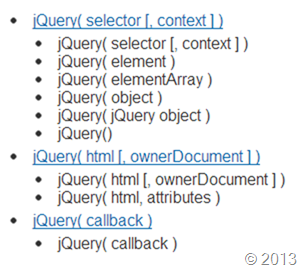 jQuery( selector [, context ] )
jQuery( selector [, context ] )
jQuery( element )
jQuery( elementArray )
jQuery( object )
jQuery( jQuery object )
jQuery()
jQuery( html [, ownerDocument ] )
jQuery( html [, ownerDocument ] )
jQuery( html, attributes )
jQuery( callback )
jQuery( callback )
© 2013